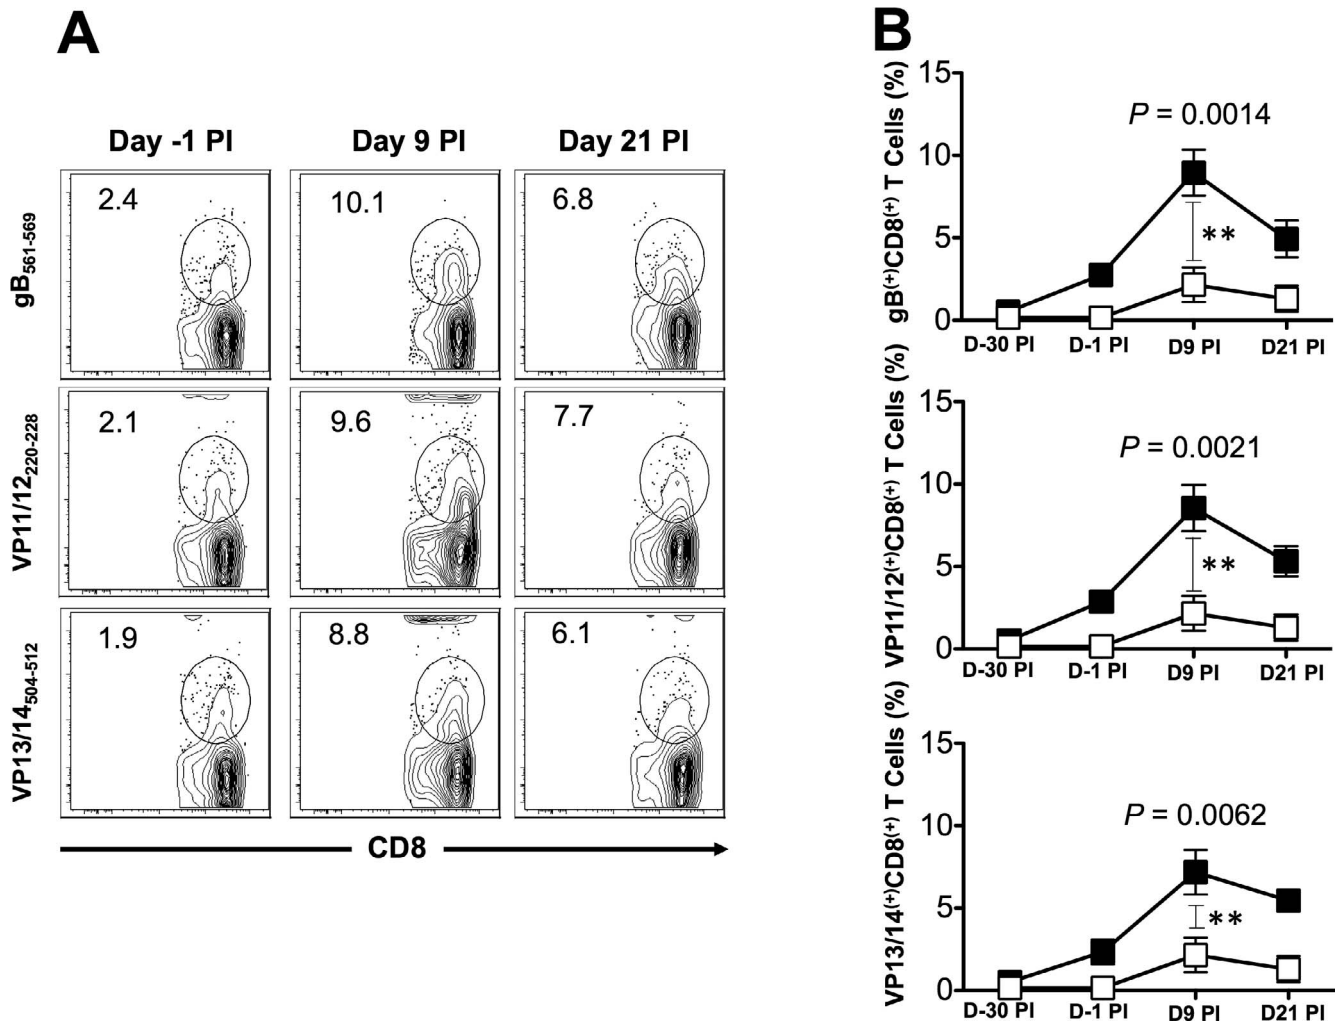 A
Day -1 PI Day 9 PI Day 21 PI
gB561-569
2.4 10.1 6.8
VP11/12220-228
2.1 9.6 7.7
VP13/14504-512
1.9 8.8 6.1
CD8
B
gB(+)CD8(+) T Cells (%)
15
10
5
0
P = 0.0014
**
D-30 PI D-1 PI D9 PI D21 PI
VP11/12(+)CD8(+) T Cells (%)
15
10
5
0
P = 0.0021
**
D-30 PI D-1 PI D9 PI D21 PI
VP13/14(+)CD8(+) T Cells (%)
15
10
5
0
P = 0.0062
**
D-30 PI D-1 PI D9 PI D21 PI